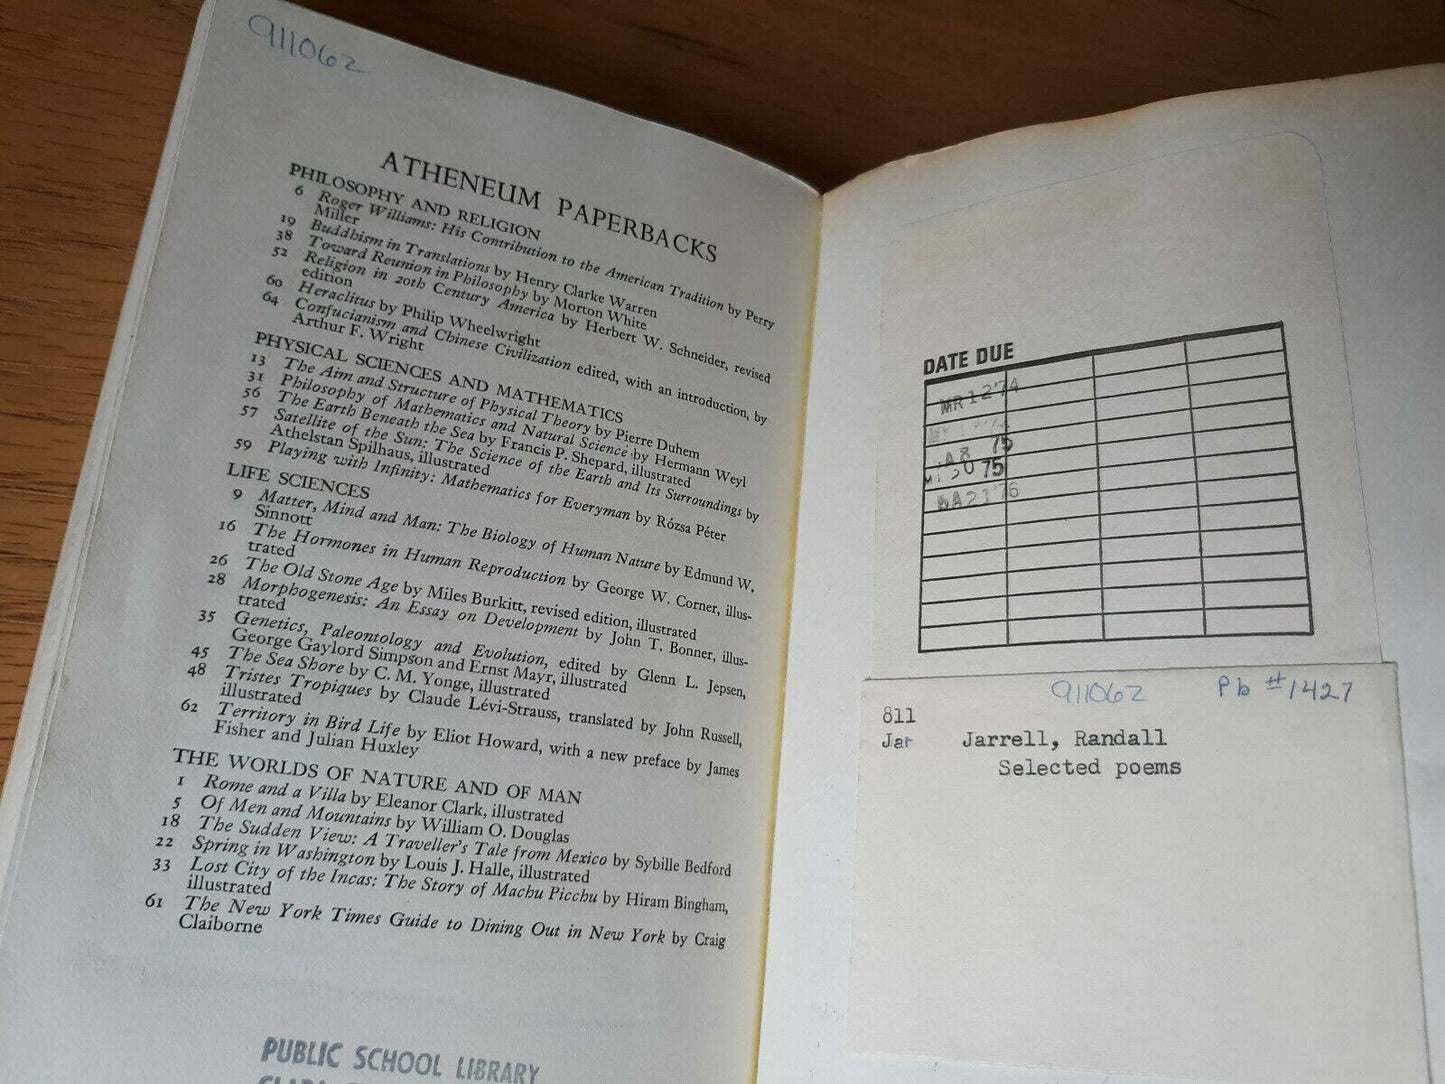 911062
ATHENEUM PAPERBACKS
PHILOSOPHY AND RELIGION
6 Roger Williams: His Contribution to the American Tradition by Perry
Miller
19 Buddhism in Translations by Henry Clarke Warren
38 Toward Reunion in Philosophy by Morton White
52 Religion in 20th Century America by Herbert W. Schneider, revised
edition
60 Heraclitus by Philip Wheelwright
64 Confucianism and Chinese Civilization edited, with an introduction, by
Arthur F. Wright
PHYSICAL SCIENCES AND MATHEMATICS
13 The Aim and Structure of Physical Theory by Pierre Duhem
31 Philosophy of Mathematics and Natural Science by Hermann Weyl
56 The Earth Beneath the Sea by Francis P. Shepard, illustrated
57 Satellite of the Sun: The Science of the Earth and Its Surroundings by
Athelstan Spilhaus, illustrated
59 Playing with Infinity: Mathematics for Everyman by Rózsa Péter
LIFE SCIENCES
9 Matter, Mind and Man: The Biology of Human Nature by Edmund W.
Sinnott
16 The Hormones in Human Reproduction by George W. Corner, illus-
trated
26 The Old Stone Age by Miles Burkitt, revised edition, illustrated
28 Morphogenesis: An Essay on Development by John T. Bonner, illus-
trated
35 Genetics, Paleontology and Evolution, edited by Glenn L. Jepsen,
George Gaylord Simpson and Ernst Mayr, illustrated
45 The Sea Shore by C. M. Yonge, illustrated
48 Tristes Tropiques by Claude Lévi-Strauss, translated by John Russell,
illustrated
62 Territory in Bird Life by Eliot Howard, with a new preface by James
Fisher and Julian Huxley
THE WORLDS OF NATURE AND OF MAN
1 Rome and a Villa by Eleanor Clark, illustrated
5 Of Men and Mountains by William O. Douglas
18 The Sudden View: A Traveller's Tale from Mexico by Sybille Bedford
22 Spring in Washington by Louis J. Halle, illustrated
33 Lost City of the Incas: The Story of Machu Picchu by Hiram Bingham,
illustrated
61 The New York Times Guide to Dining Out in New York by Craig
Claiborne
PUBLIC SCHOOL LIBRARY
DATE DUE
MR 12'74
75
75
911062 Pb #1427
811
Jar Jarrell, Randall
Selected poems